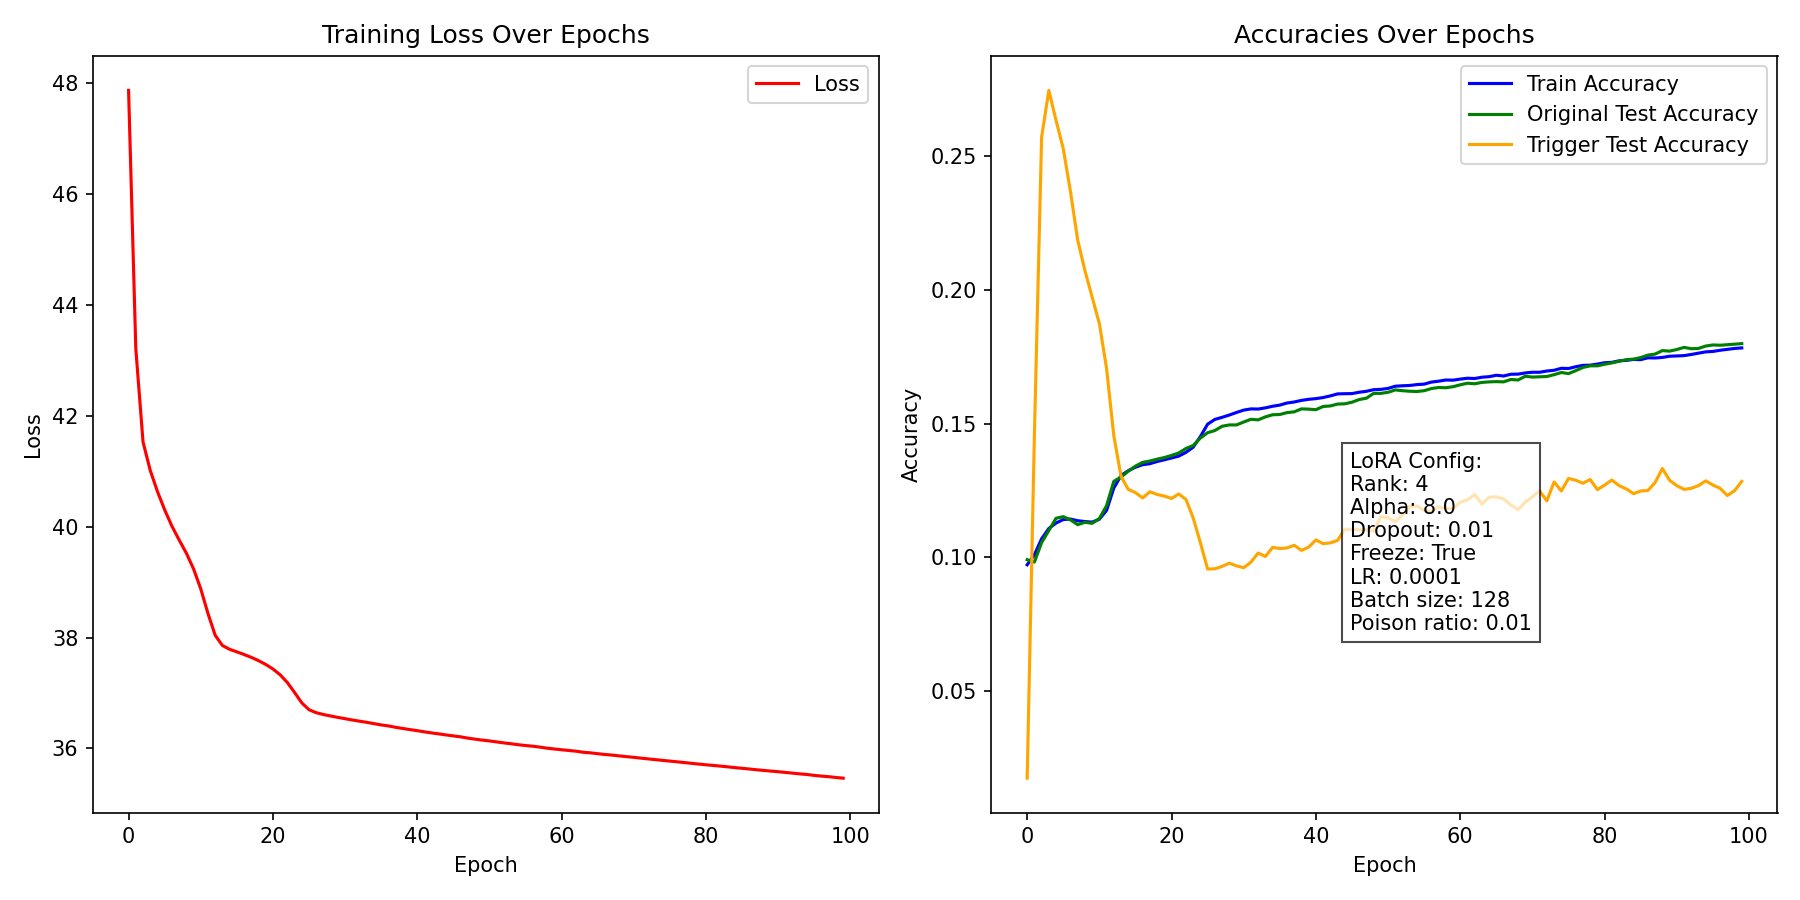 Training Loss Over Epochs
Loss
48
46
44
42
40
38
36
Loss
0
20
40
60
80
100
Epoch
Accuracies Over Epochs
Train Accuracy
Original Test Accuracy
Trigger Test Accuracy
0.25
0.20
0.15
0.10
0.05
Accuracy
LoRA Config:
Rank: 4
Alpha: 8.0
Dropout: 0.01
Freeze: True
LR: 0.0001
Batch size: 128
Poison ratio: 0.01
0
20
40
60
80
100
Epoch